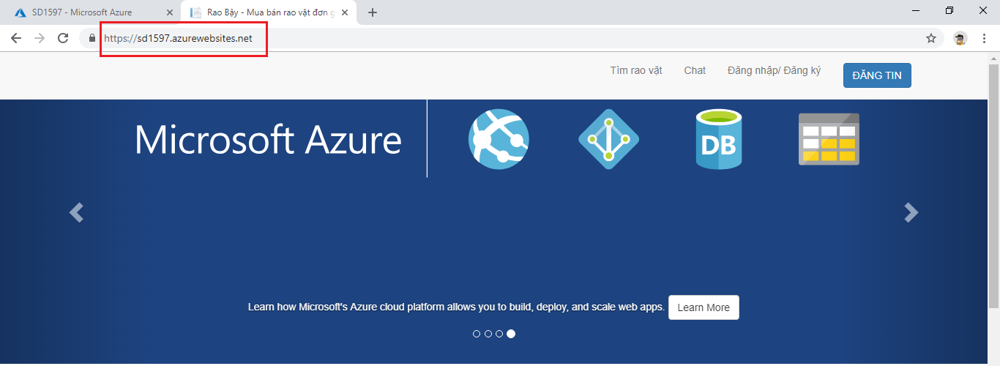 SD1597 - Microsoft Azure
Rao Bậy - Mua bán rao vặt đơn g
https://sd1597.azurewebsites.net
Tìm rao vặt Chat Đăng nhập/ Đăng ký ĐĂNG TIN
Microsoft Azure
DB
Learn how Microsoft's Azure cloud platform allows you to build, deploy, and scale web apps. Learn More